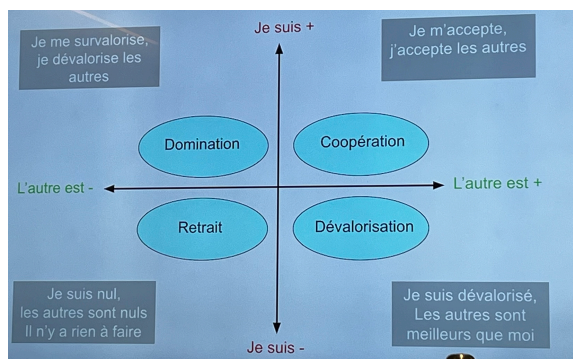 Je suis +
Je me survalorise,
je dévalorise les
autres
Je m'accepte,
j'accepte les autres
Domination
Coopération
L'autre est -
L'autre est +
Retrait
Dévalorisation
Je suis nul,
les autres sont nuls
Il n'y a rien à faire
Je suis dévalorisé,
Les autres sont
meilleurs que moi
Je suis -